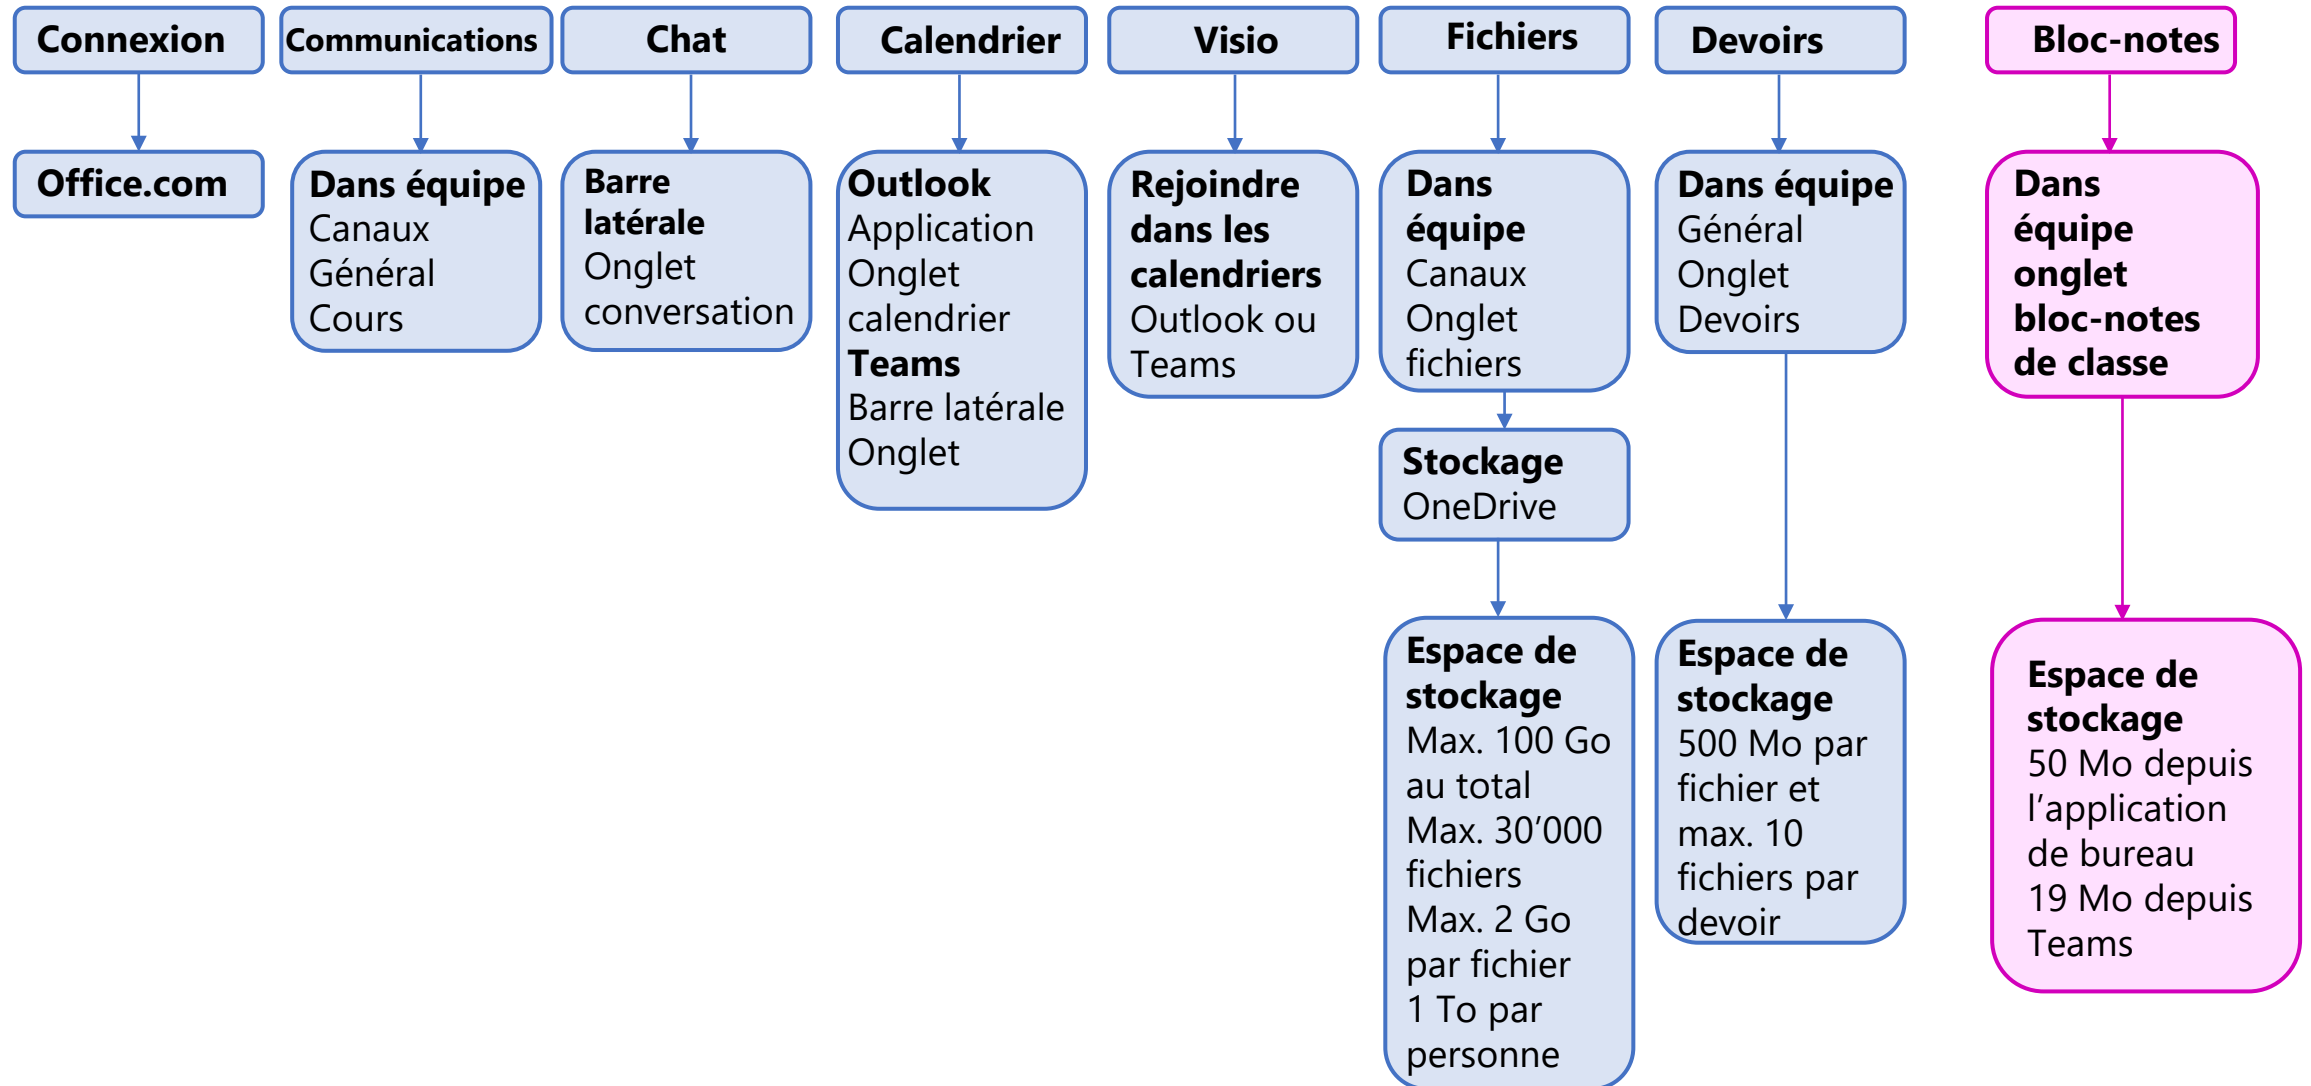 Connexion
Communications
Chat
Calendrier
Visio
Fichiers
Devoirs
Bloc-notes
Office.com
Dans équipe
Canaux
Général
Cours
Barre
latérale
Onglet
conversation
Outlook
Application
Onglet
calendrier
Teams
Barre latérale
Onglet
Rejoindre
dans les
calendriers
Outlook ou
Teams
Dans
équipe
Canaux
Onglet
fichiers
Dans équipe
Général
Onglet
Devoirs
Dans
équipe
onglet
bloc-notes
de classe
Stockage
OneDrive
Espace de
stockage
Max. 100 Go
au total
Max. 30’000
fichiers
Max. 2 Go
par fichier
1 To par
personne
Espace de
stockage
500 Mo par
fichier et
max. 10
fichiers par
devoir
Espace de
stockage
50 Mo depuis
l’application
de bureau
19 Mo depuis
Teams